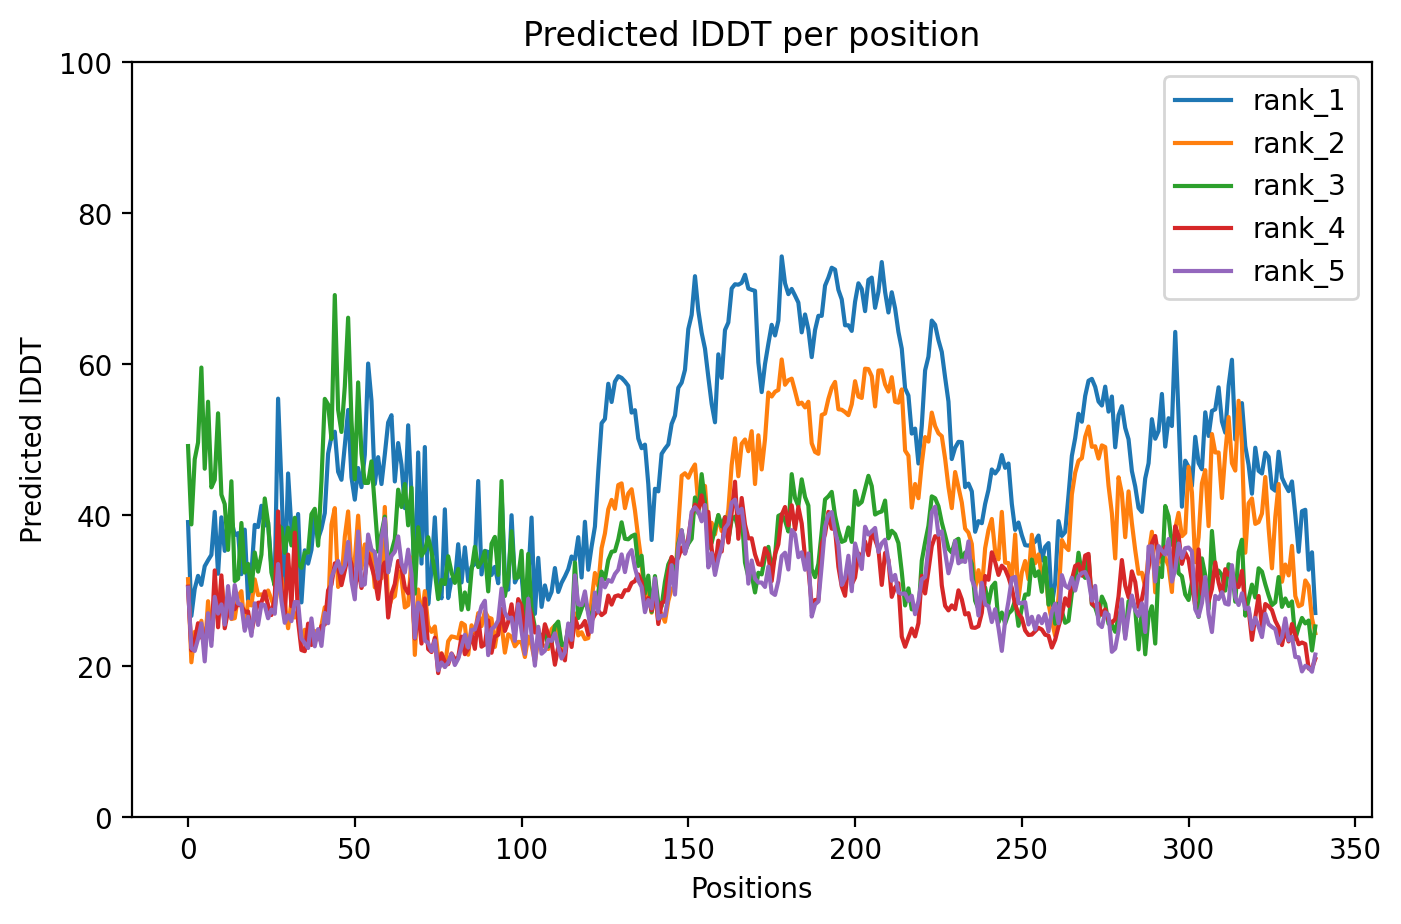 Predicted lDDT per position
100
80
60
40
20
0
Predicted lDDT
0 50 100 150 200 250 300 350
Positions
rank_1
rank_2
rank_3
rank_4
rank_5